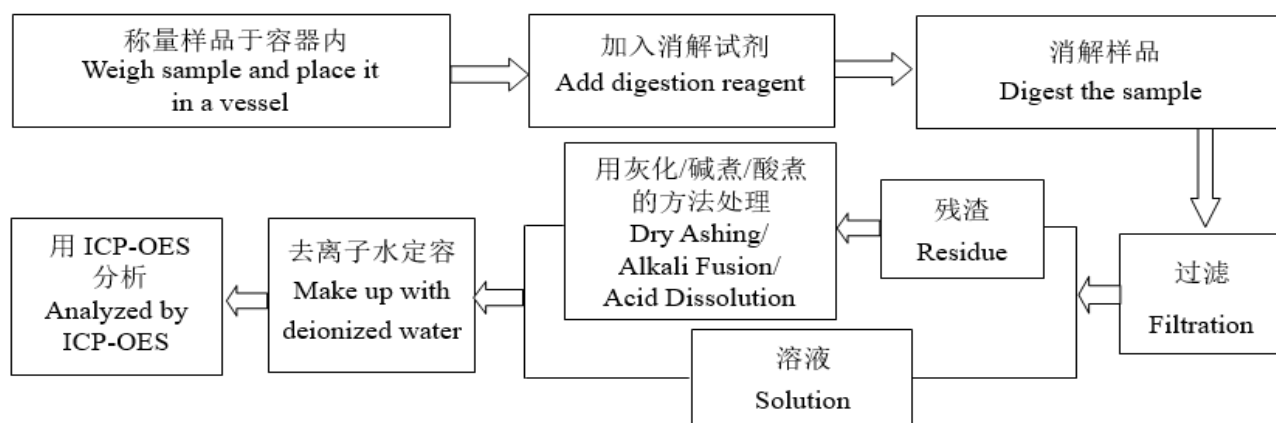 称量样品于容器内
Weigh sample and place it
in a vessel
加入消解试剂
Add digestion reagent
消解样品
Digest the sample
过滤
Filtration
残渣
Residue
用灰化/碱煮/酸煮
的方法处理
Dry Ashing/
Alkali Fusion/
Acid Dissolution
溶液
Solution
去离子水定容
Make up with
deionized water
用 ICP-OES
分析
Analyzed by
ICP-OES